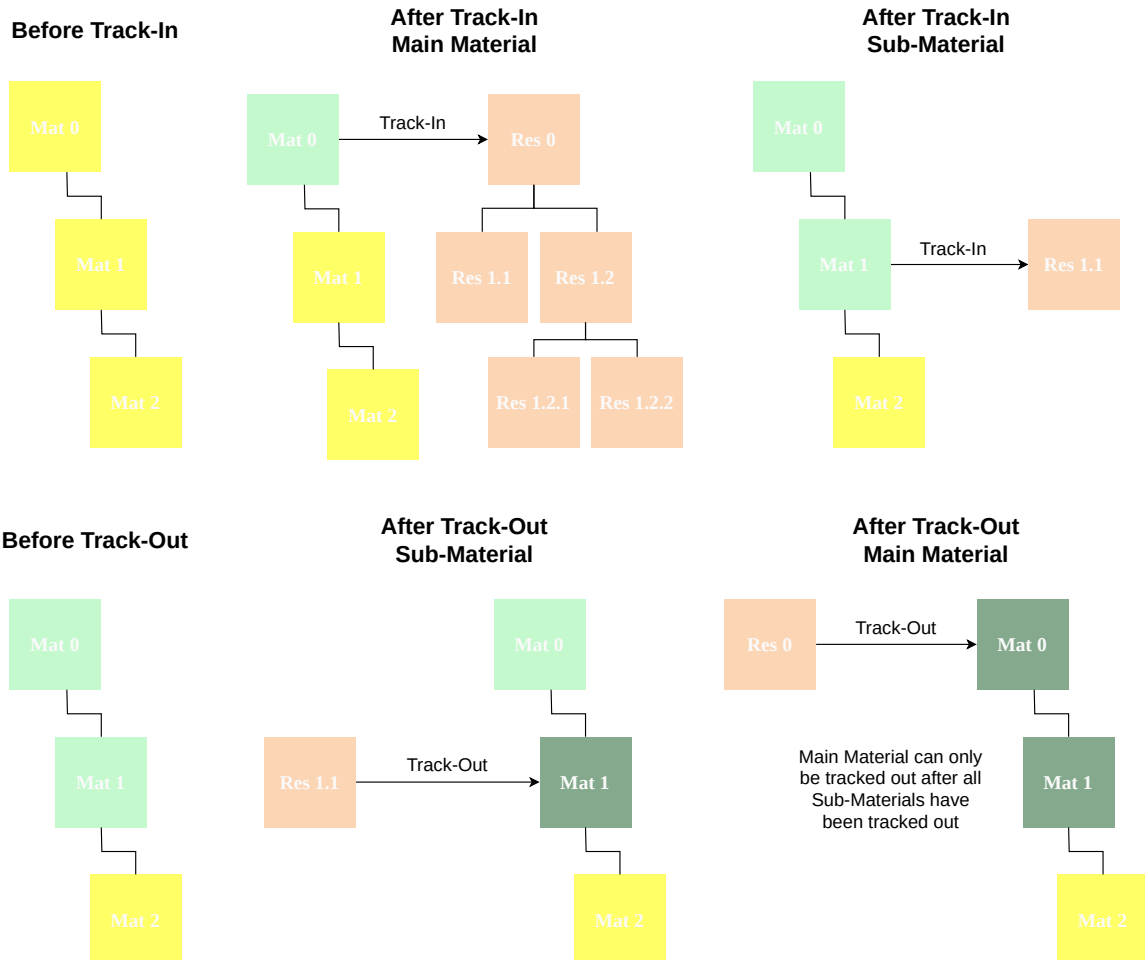 Before Track-In
After Track-In
Main Material
After Track-In
Sub-Material
Mat 0
Mat 1
Mat 2
Mat 0
Track-In
Res 0
Mat 1
Res 1.1
Res 1.2
Mat 2
Res 1.2.1
Res 1.2.2
Mat 0
Mat 1
Track-In
Res 1.1
Mat 2
Before Track-Out
After Track-Out
Sub-Material
After Track-Out
Main Material
Mat 0
Mat 1
Mat 2
Mat 0
Res 1.1
Track-Out
Mat 1
Mat 2
Res 0
Track-Out
Mat 0
Main Material can only
be tracked out after all
Sub-Materials have
been tracked out
Mat 1
Mat 2